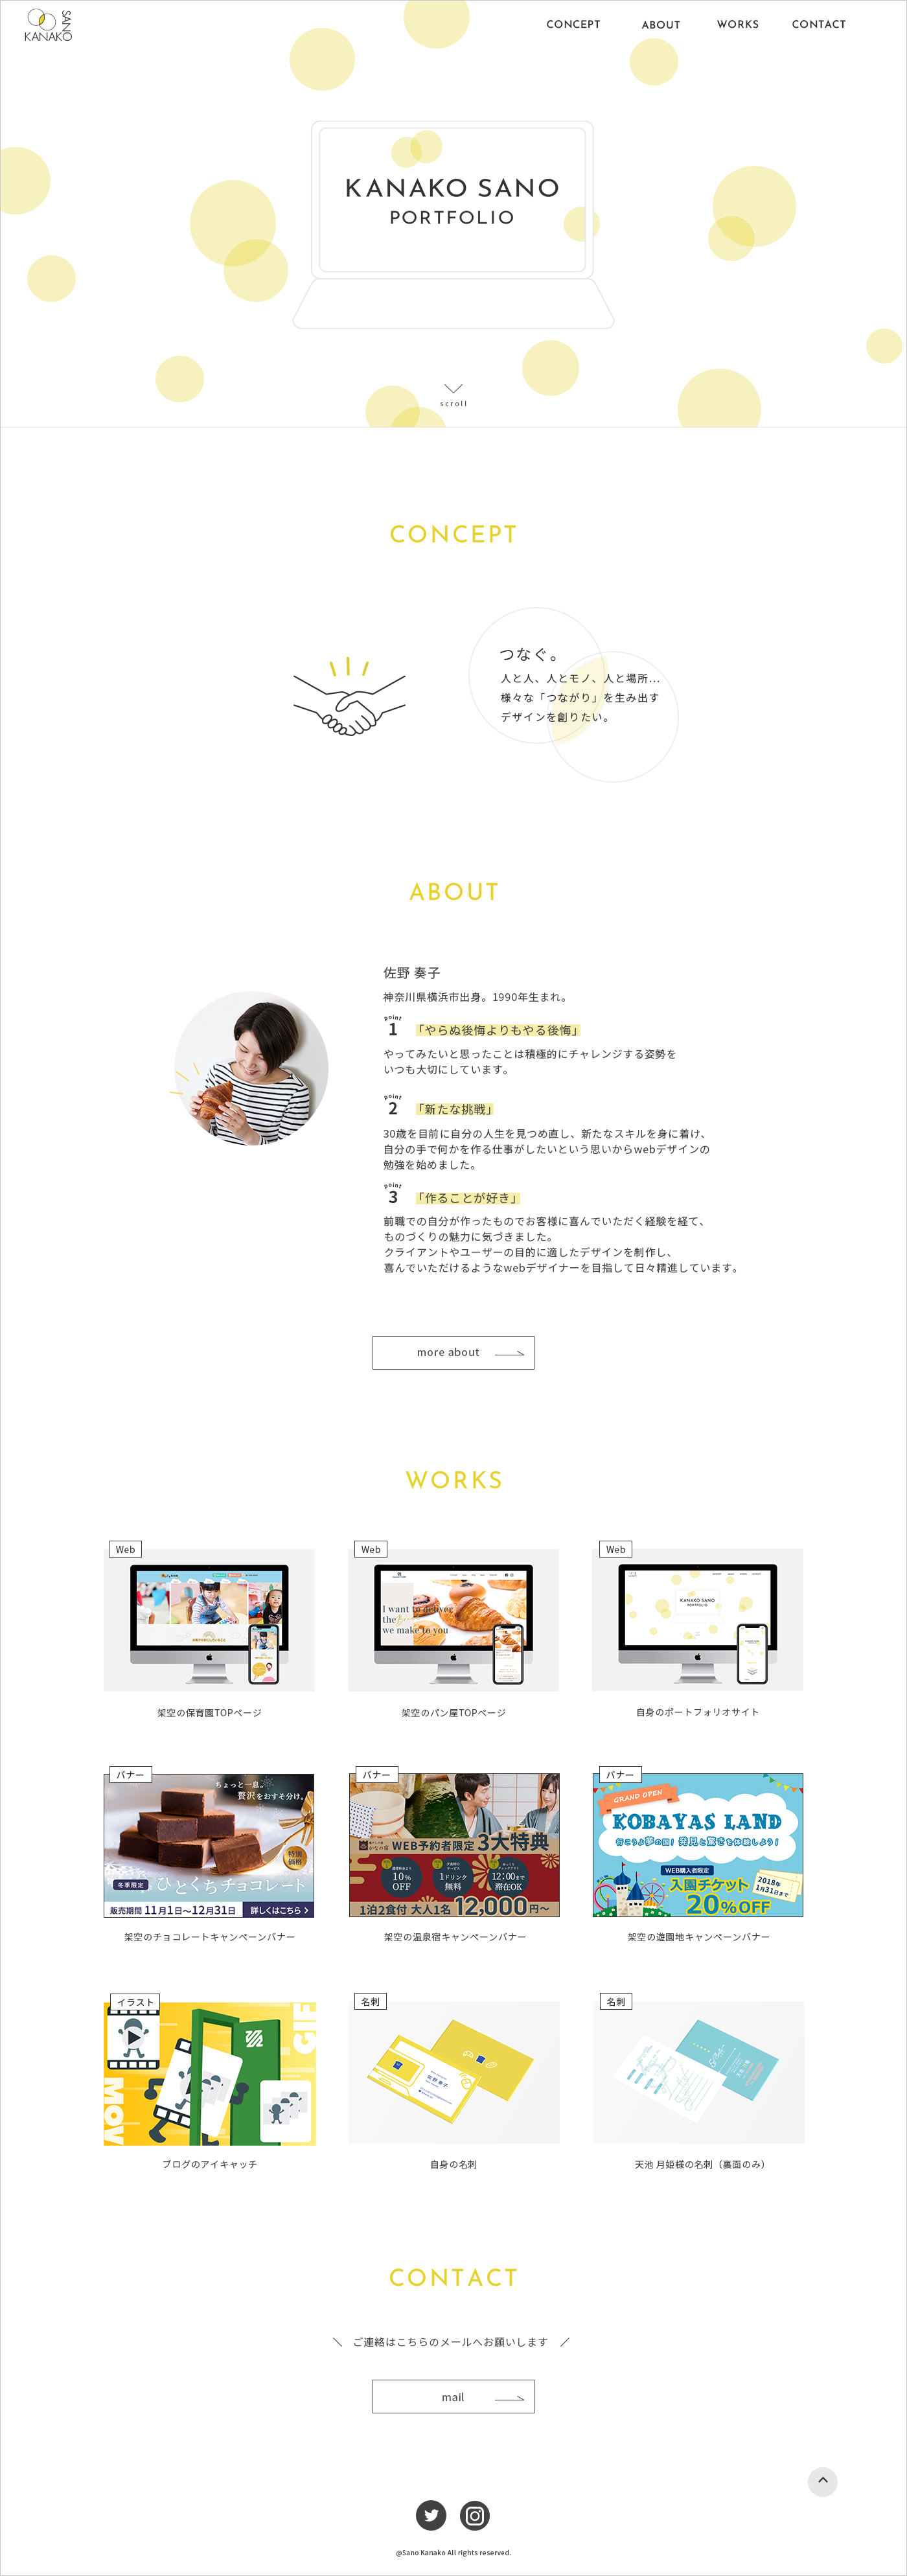 KANAKO SANO
CONCEPT
ABOUT
WORKS
CONTACT
KANAKO SANO
PORTFOLIO
scroll
CONCEPT
つなぐ。
人と人、人とモノ、人と場所…
様々な「つながり」を生み出す
デザインを創りたい。
ABOUT
佐野 奏子
神奈川県横浜市出身。1990年生まれ。
point
1
「やらぬ後悔よりもやる後悔」
やってみたいと思ったことは積極的にチャレンジする姿勢を
いつも大切にしています。
point
2
「新たな挑戦」
30歳を目前に自分の人生を見つめ直し、新たなスキルを身に着け、
自分の手で何かを作る仕事がしたいという思いからwebデザインの
勉強を始めました。
point
3
「作ることが好き」
前職での自分が作ったものでお客様に喜んでいただく経験を経て、
ものづくりの魅力に気づきました。
クライアントやユーザーの目的に適したデザインを制作し、
喜んでいただけるようなwebデザイナーを目指して日々精進しています。
more about
WORKS
Web
架空の保育園TOPページ
Web
I want to deliver
the
we make to you
架空のパン屋TOPページ
Web
KANAKO SANO
PORTFOLIO
自身のポートフォリオサイト
バナー
ちょっと一息。
贅沢をおすそ分け。
特別
価格
冬季限定
ひとくちチョコレート
販売期間 11月1日〜12月31日
詳しくはこちら
架空のチョコレートキャンペーンバナー
バナー
WEB予約者限定 3大特典
10%
OFF
1ドリンク
無料
12:00まで
滞在OK
1泊2食付 大人1名 12,000円〜
架空の温泉宿キャンペーンバナー
バナー
GRAND OPEN
KOBAYAS LAND
行こうよ夢の国！発見と驚きを体験しよう！
WEB購入者限定
入園チケット
20%OFF
2018年
1月31日まで
架空の遊園地キャンペーンバナー
イラスト
GIF
MOV
ブログのアイキャッチ
名刺
佐野 奏子
自身の名刺
名刺
天池 月姫様の名刺（裏面のみ）
CONTACT
＼ ご連絡はこちらのメールへお願いします ／
mail
@Sano Kanako All rights reserved.